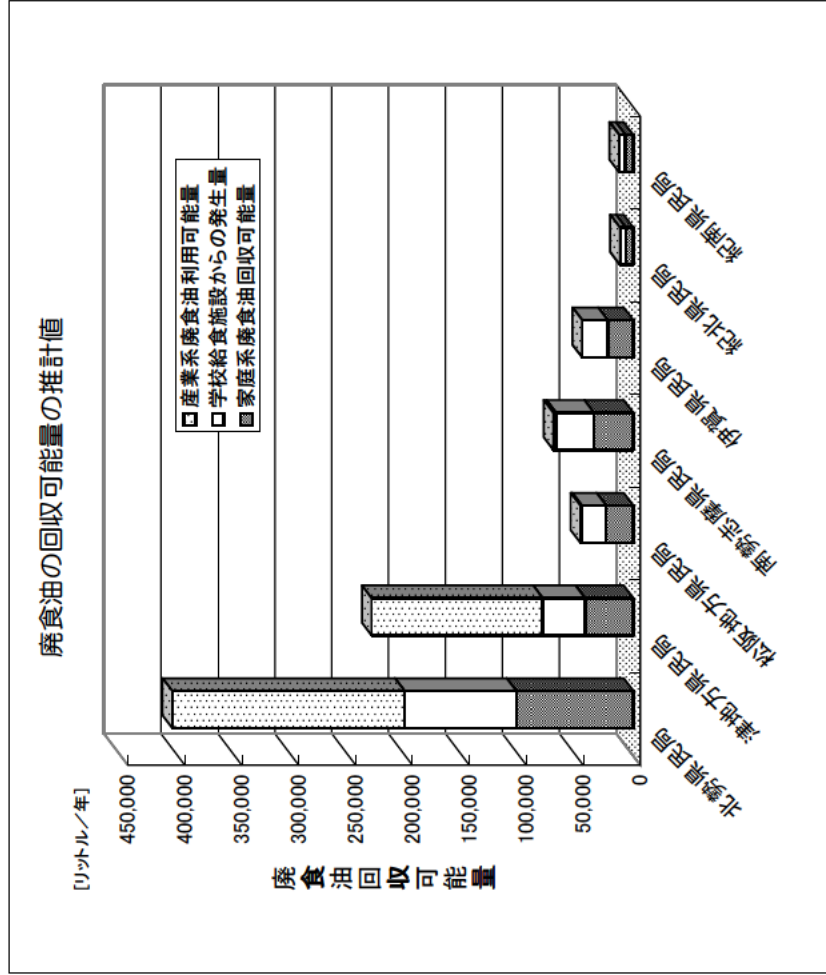 廃食油の回収可能量の推計値
[リットル／年]
廃食油回収可能量
450,000
400,000
350,000
300,000
250,000
200,000
150,000
100,000
50,000
0
産業系廃食油利用可能量
学校給食施設からの発生量
家庭系廃食油回収可能量
北勢県民局
津地方県民局
松阪地方県民局
南勢志摩県民局
伊賀県民局
紀北県民局
紀南県民局